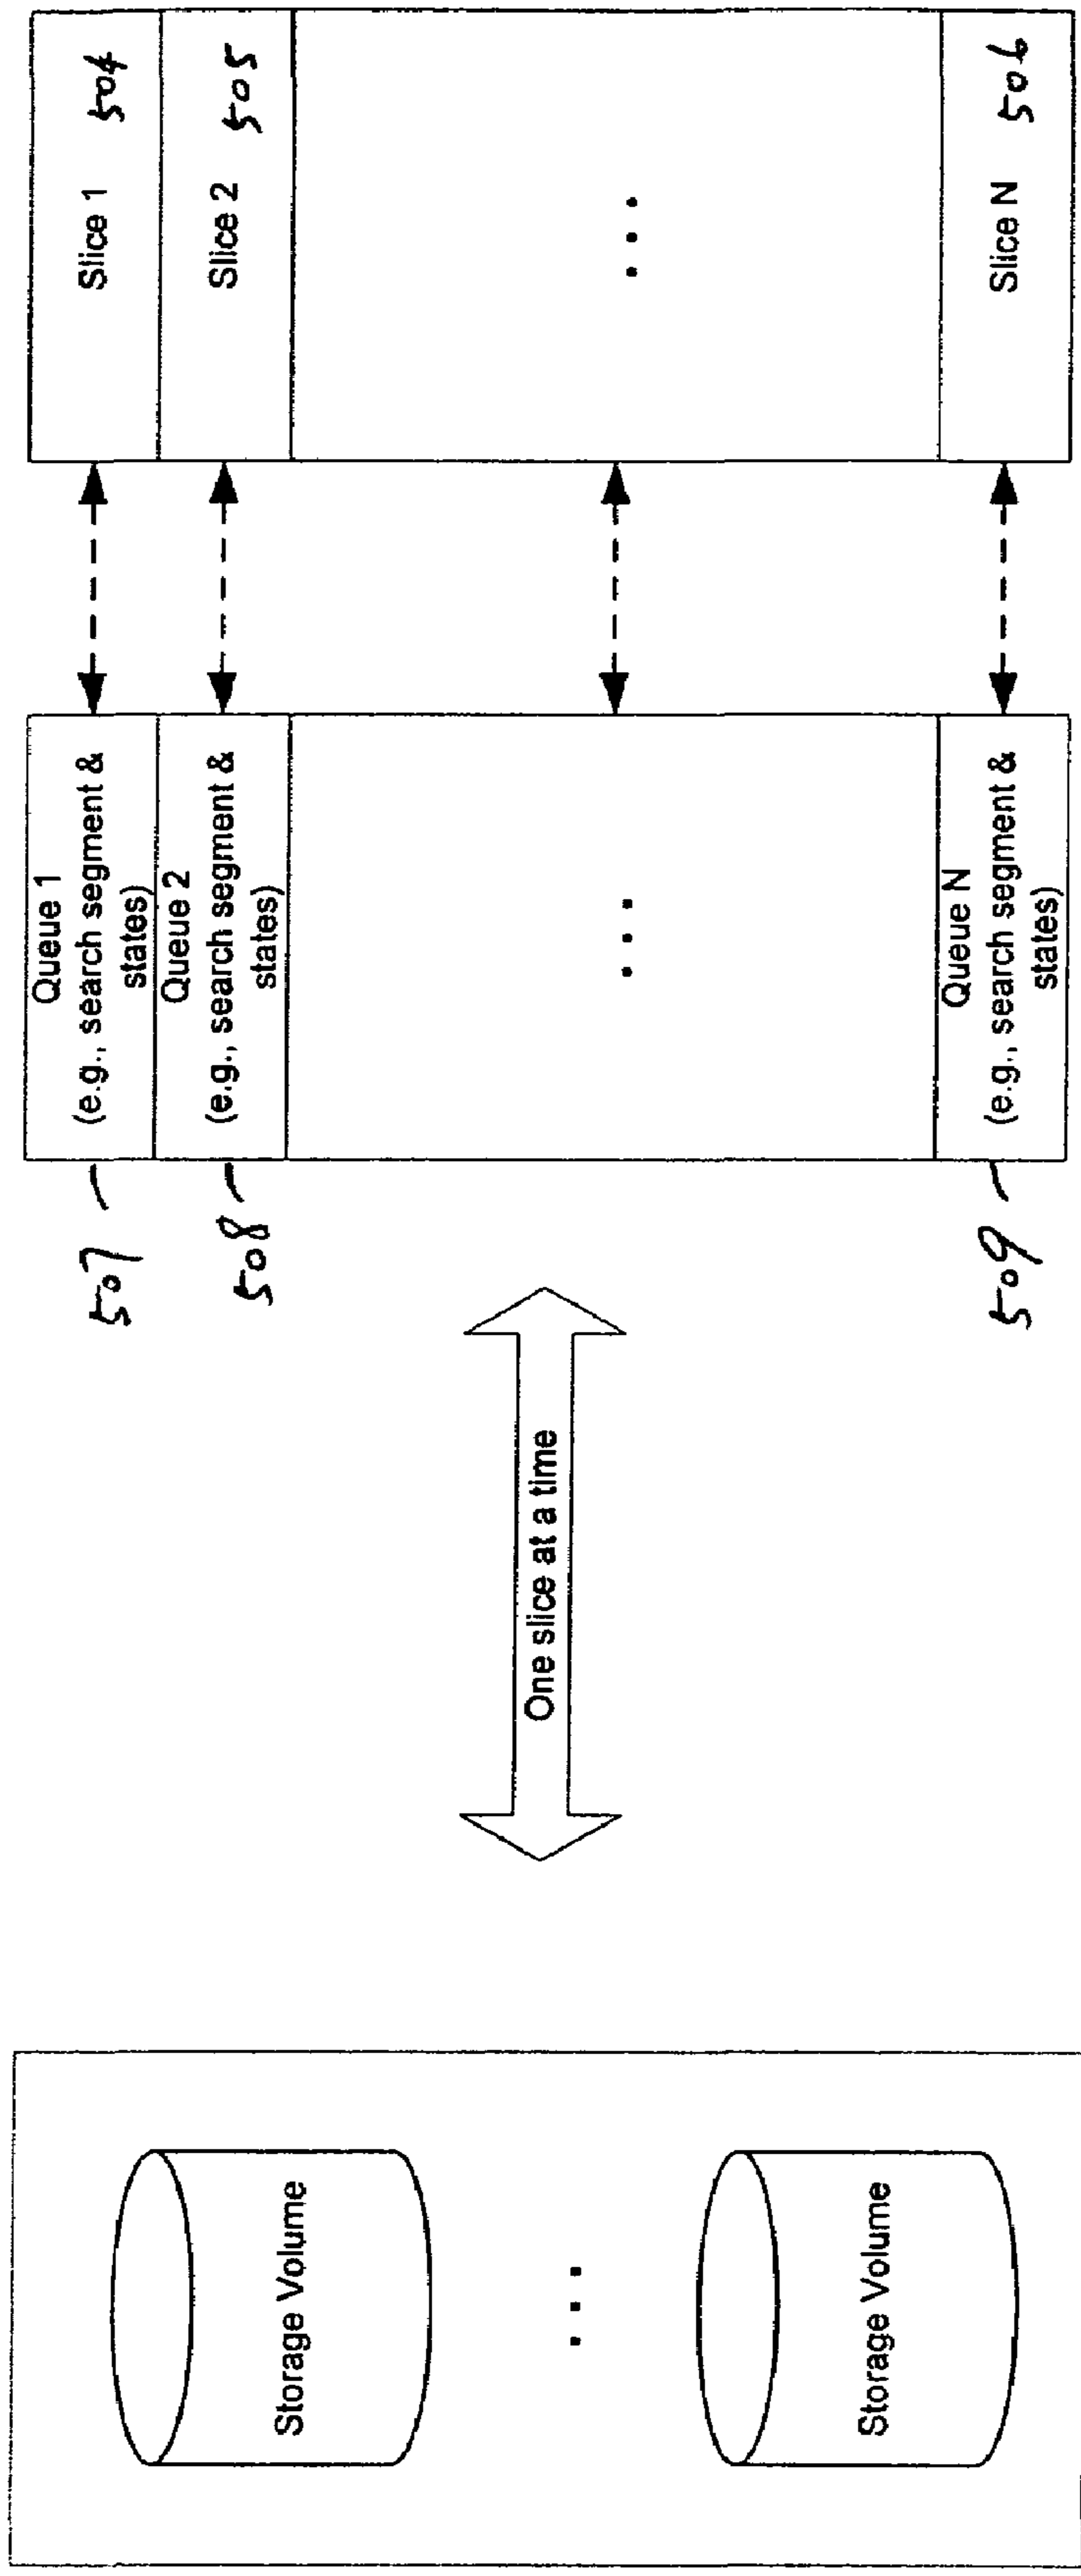 Storage Volume
...
Storage Volume
One slice at a time
507
Queue 1
(e.g., search segment &
states)
508
Queue 2
(e.g., search segment &
states)
...
509
Queue N
(e.g., search segment &
states)
Slice 1 504
Slice 2 505
...
Slice N 506